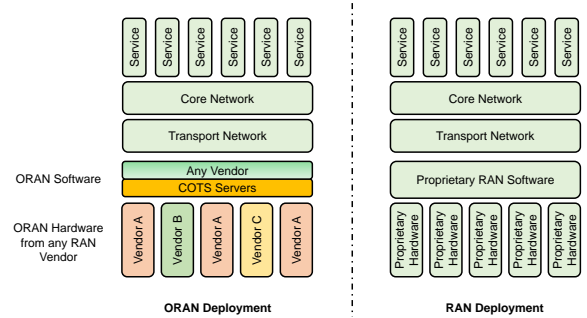 Service
Service
Service
Service
Service
Service
Core Network
Transport Network
ORAN Software
Any Vendor
COTS Servers
ORAN Hardware
from any RAN
Vendor
Vendor A
Vendor B
Vendor A
Vendor C
Vendor A
ORAN Deployment
Service
Service
Service
Service
Service
Service
Core Network
Transport Network
Proprietary RAN Software
Proprietary
Hardware
Proprietary
Hardware
Proprietary
Hardware
Proprietary
Hardware
Proprietary
Hardware
RAN Deployment